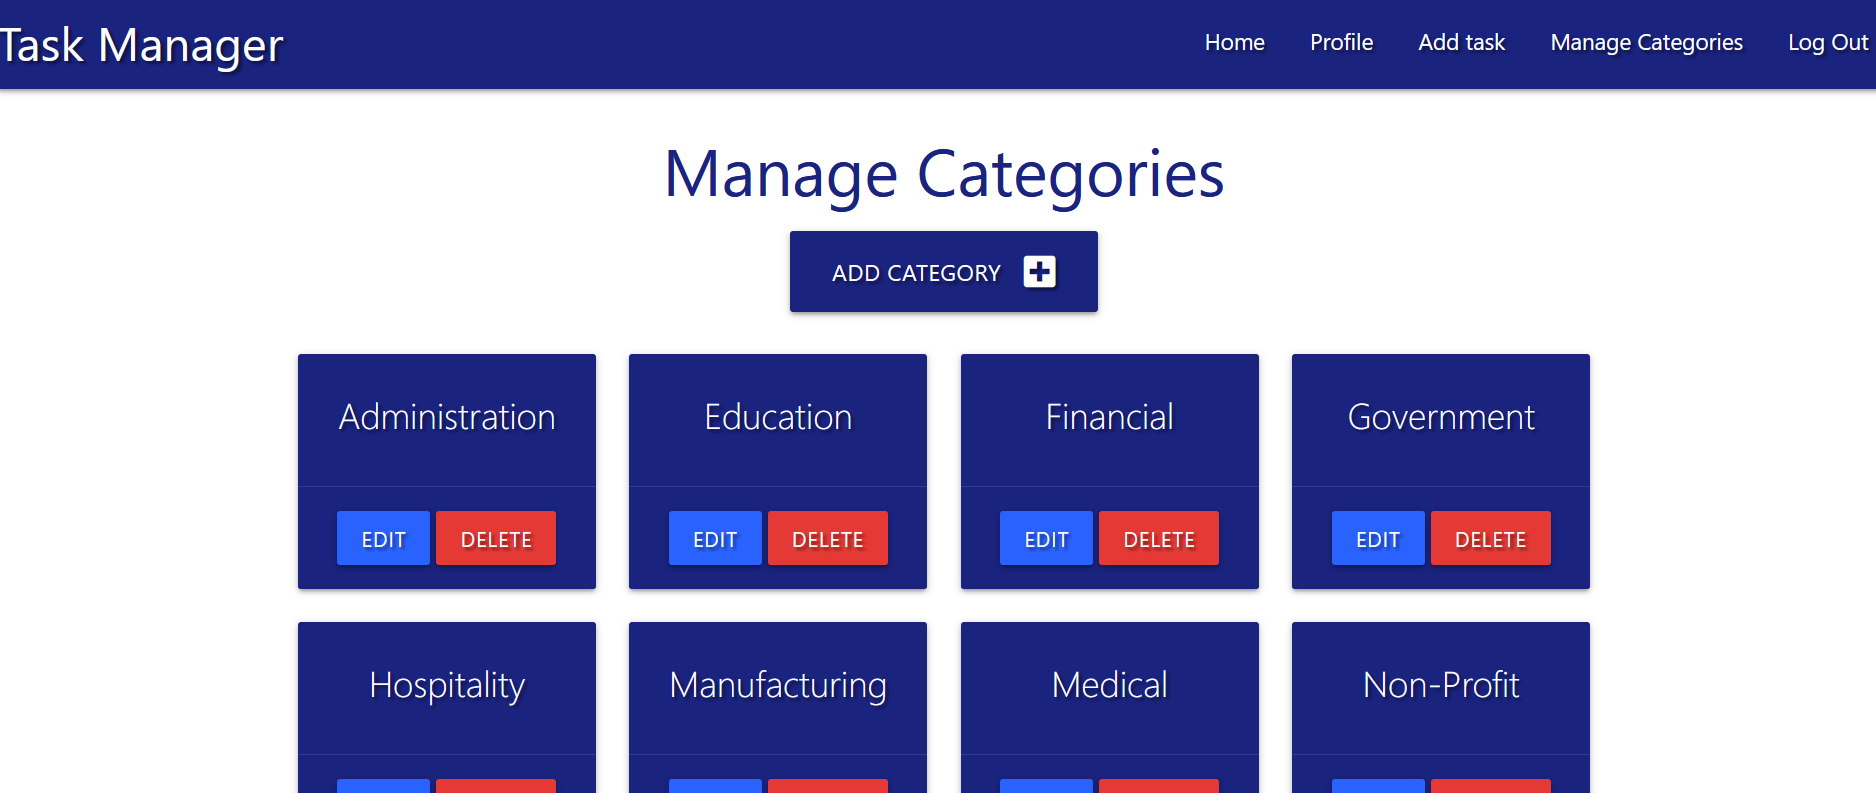 Task Manager
Home Profile Add task Manage Categories Log Out
Manage Categories
ADD CATEGORY
Administration Education Financial Government
EDIT DELETE EDIT DELETE EDIT DELETE EDIT DELETE
Hospitality Manufacturing Medical Non-Profit